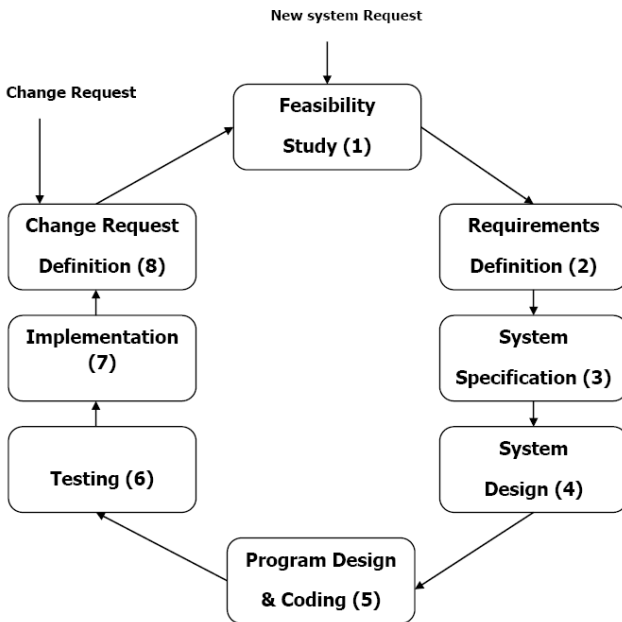 New system Request
Change Request
Feasibility
Study (1)
Change Request
Definition (8)
Requirements
Definition (2)
Implementation
(7)
System
Specification (3)
Testing (6)
System
Design (4)
Program Design
& Coding (5)